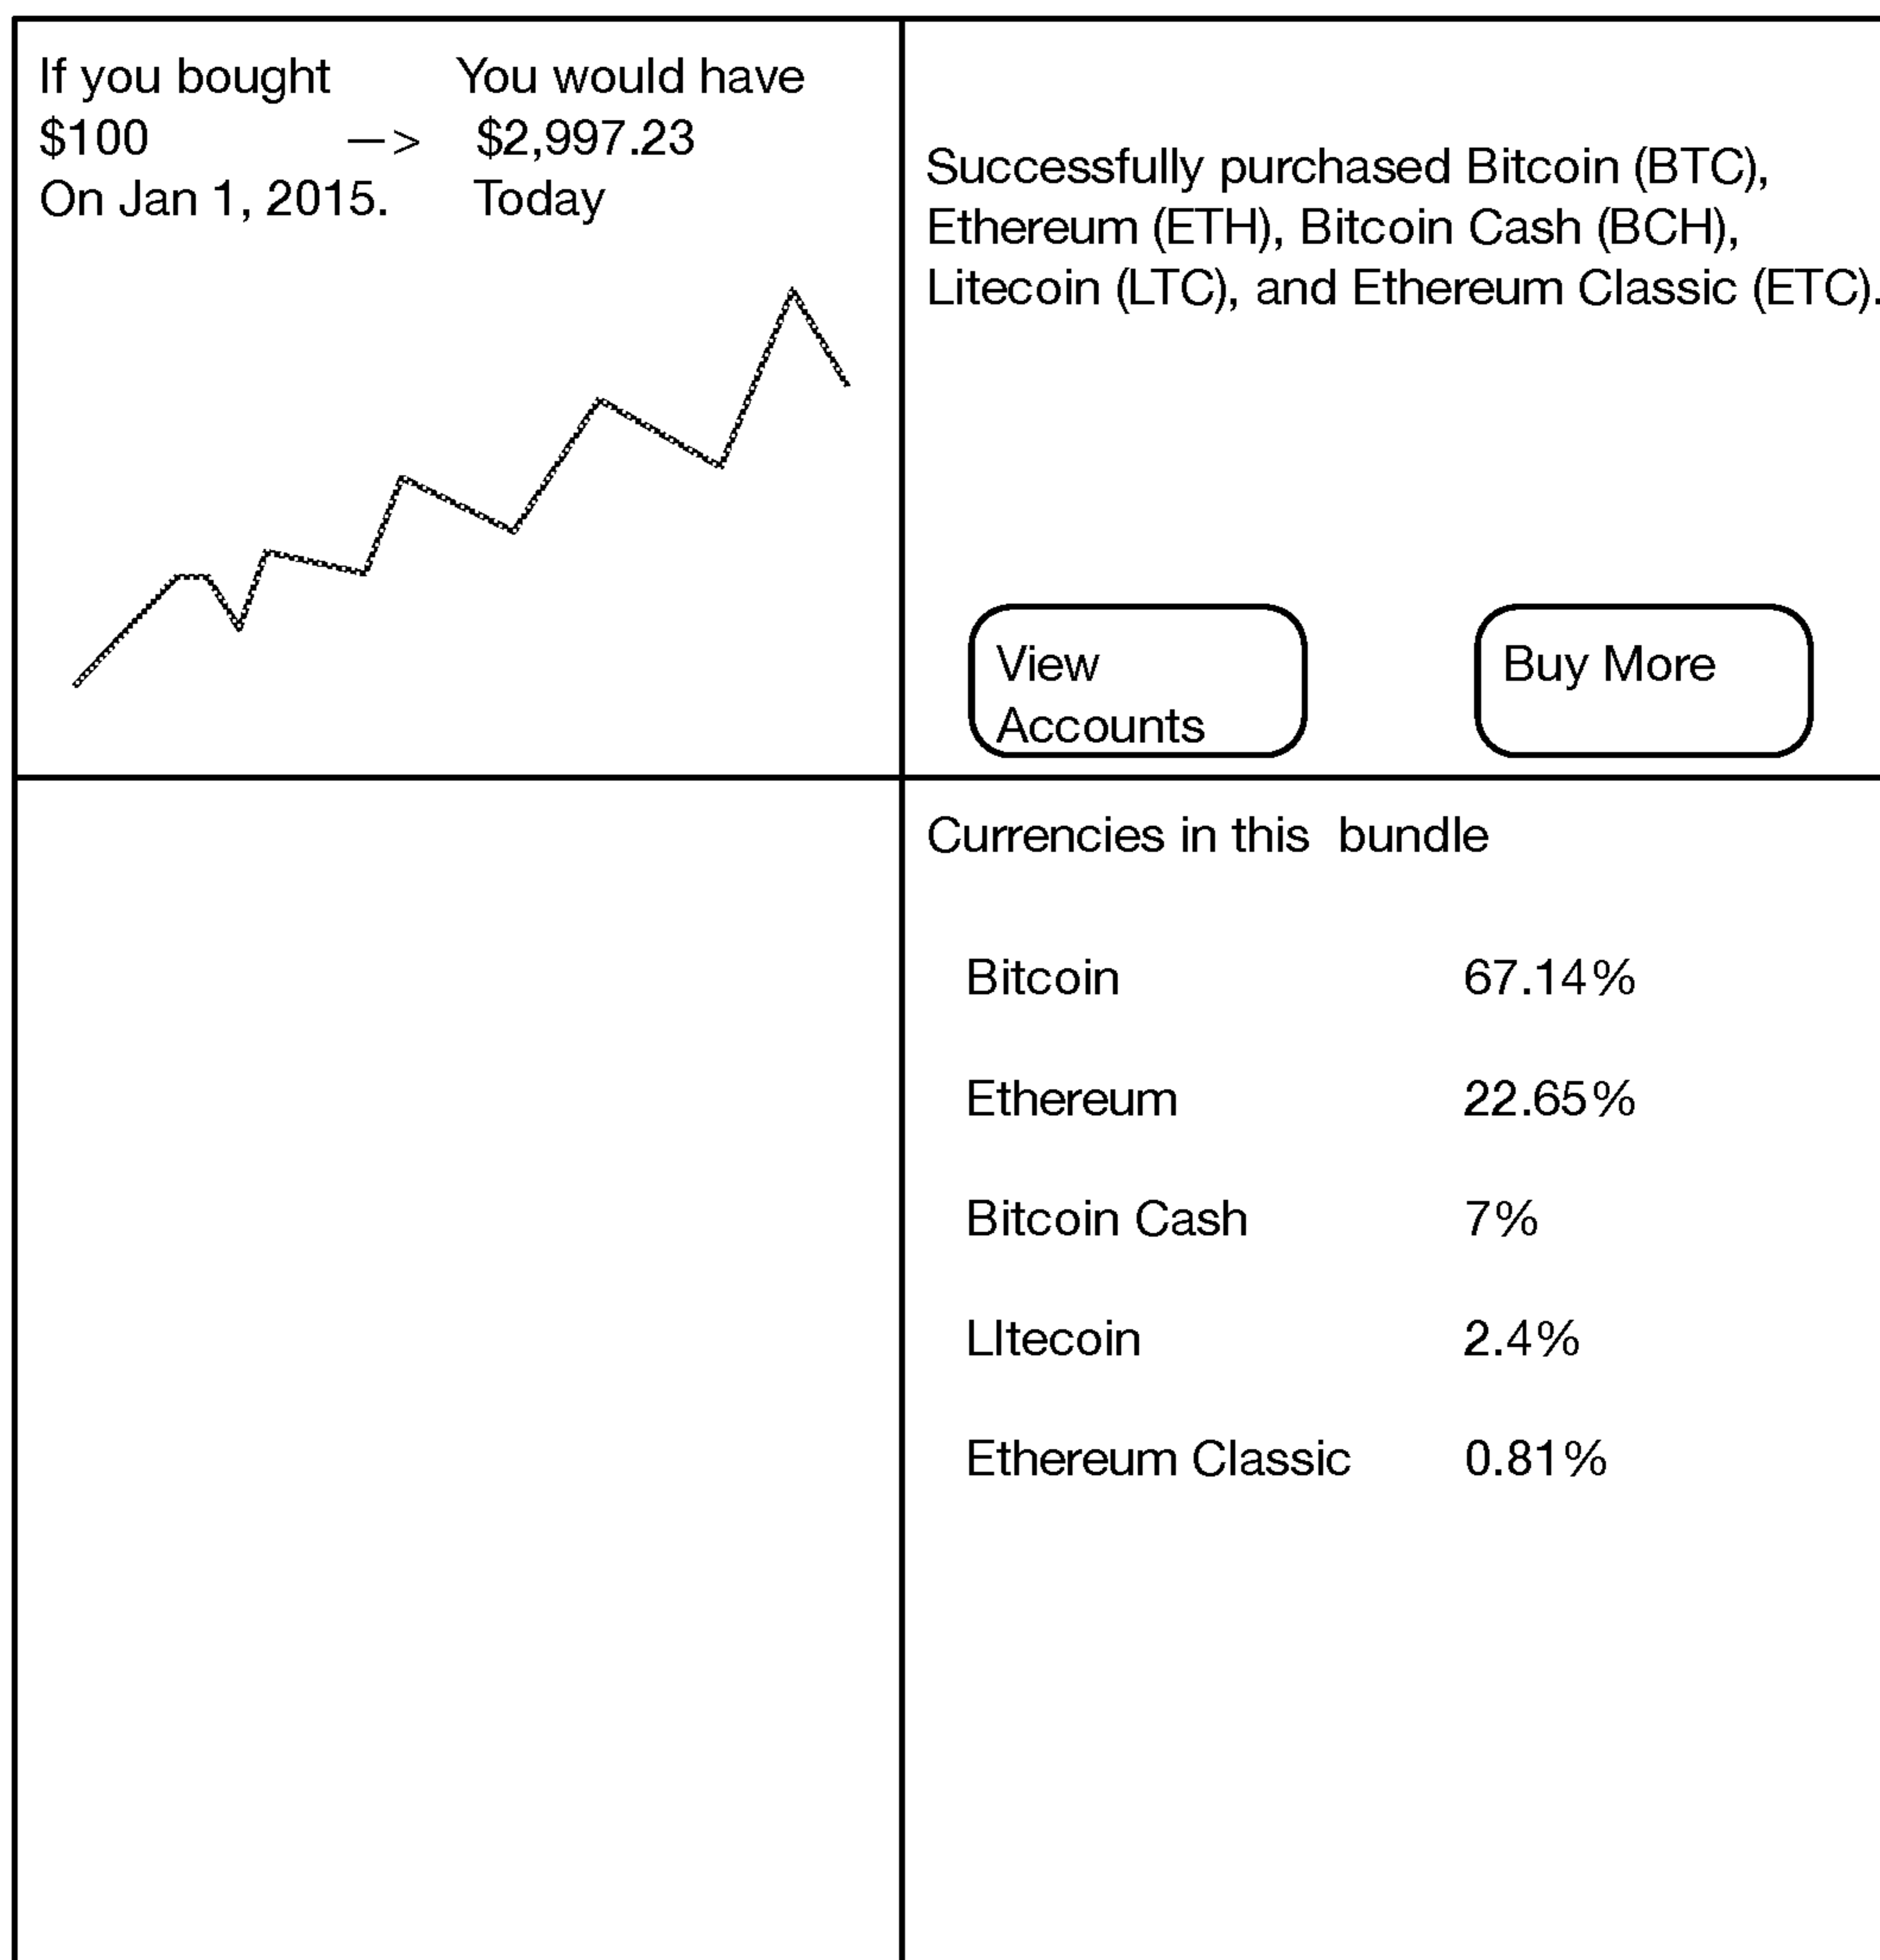 If you bought You would have
$100 —> $2,997.23
On Jan 1, 2015. Today
Successfully purchased Bitcoin (BTC),
Ethereum (ETH), Bitcoin Cash (BCH),
Litecoin (LTC), and Ethereum Classic (ETC).
View
Accounts
Buy More
Currencies in this bundle
Bitcoin 67.14%
Ethereum 22.65%
Bitcoin Cash 7%
LItecoin 2.4%
Ethereum Classic 0.81%